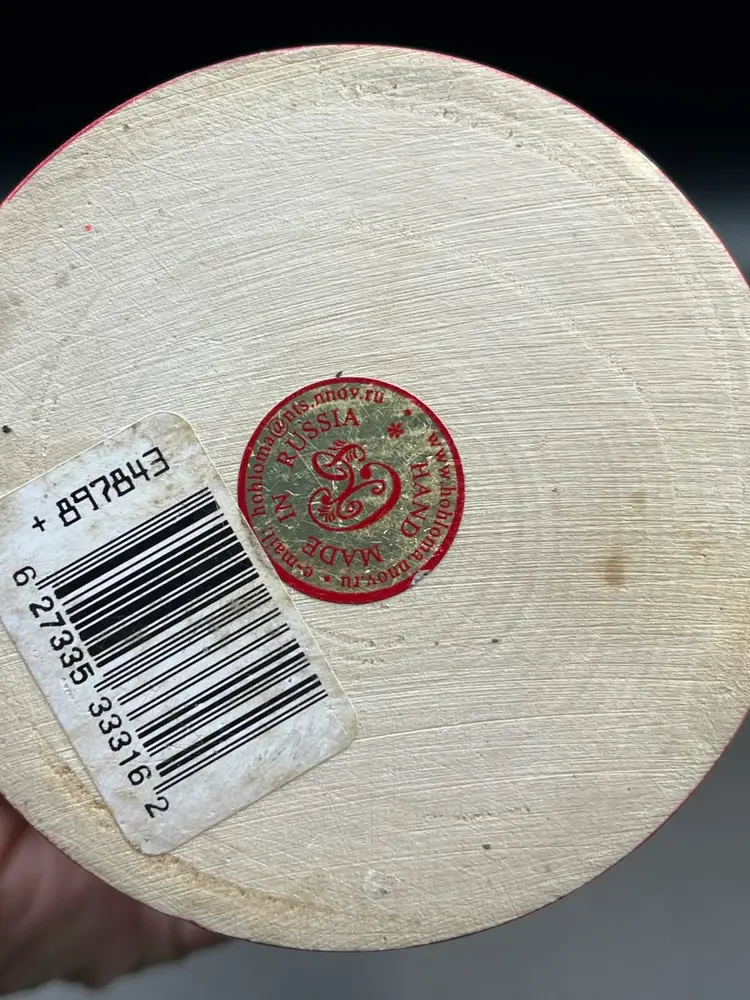 + 897843
6 27335 33316 2
e-mail: hohloma@nts.nnov.ru • www.hohloma.nnov.ru •
HAND MADE IN RUSSIA *